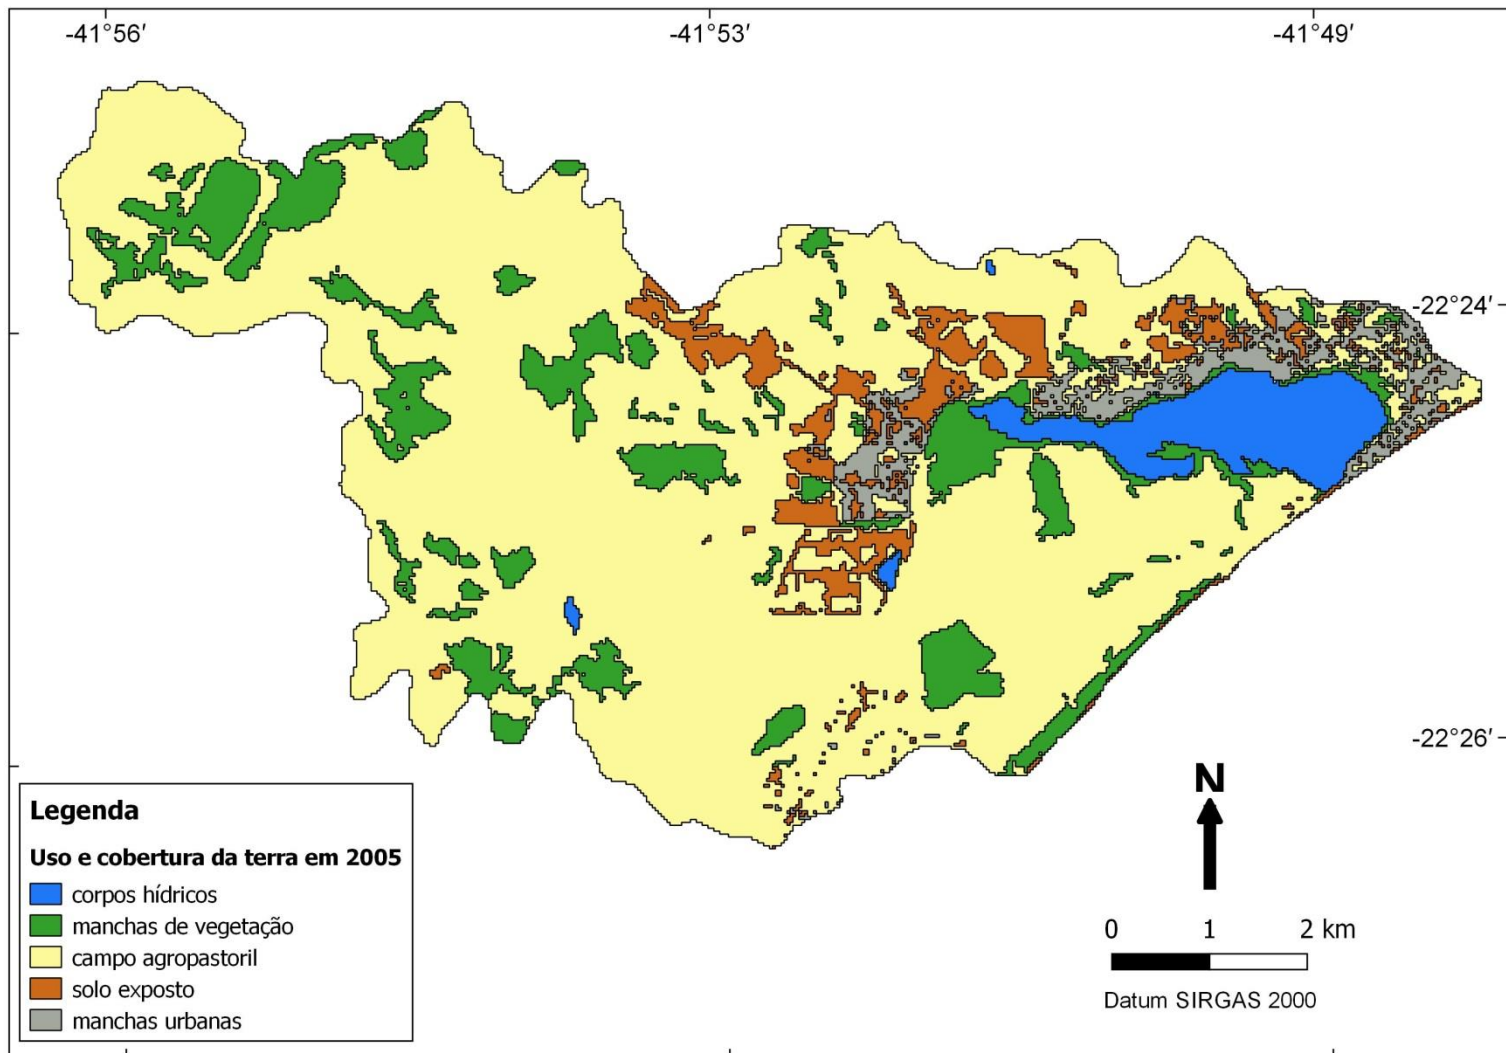 -41°56′ -41°53′ -41°49′
-22°24′
-22°26′
Legenda
Uso e cobertura da terra em 2005
corpos hídricos
manchas de vegetação
campo agropastoril
solo exposto
manchas urbanas
N
0 1 2 km
Datum SIRGAS 2000